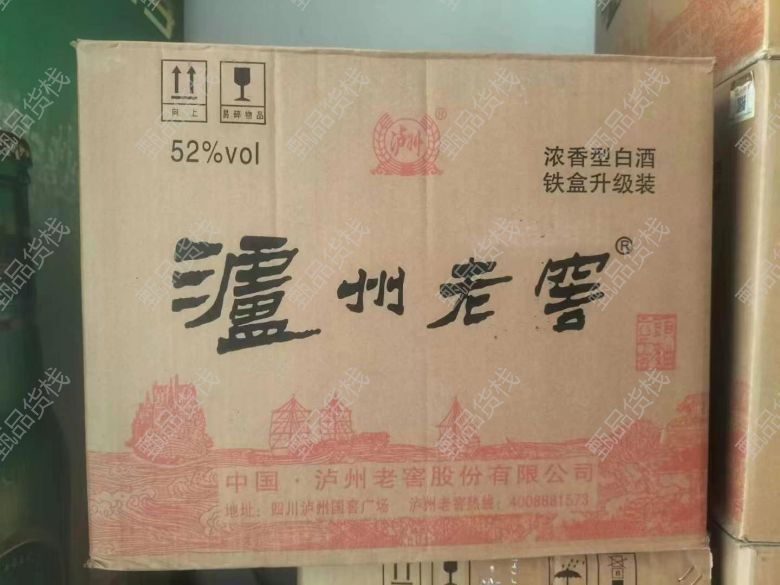 向上
易碎物品
52%vol
泸州
®
浓香型白酒
铁盒升级装
泸州老窖®
中国·泸州老窖股份有限公司
地址：四川泸州国窖广场 泸州老窖热线：4008681573
甄品货栈